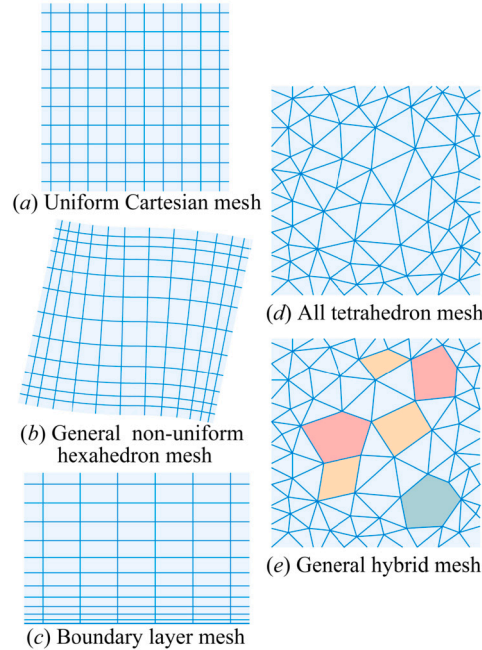 (a) Uniform Cartesian mesh
(b) General non-uniform
hexahedron mesh
(c) Boundary layer mesh
(d) All tetrahedron mesh
(e) General hybrid mesh